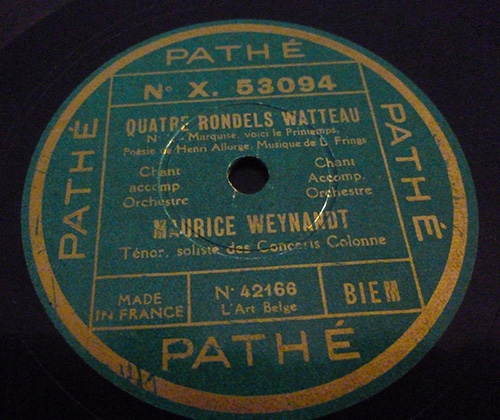 PATHÉ
Nº X. 53094
QUATRE RONDELS WATTEAU
Nº Marquise, voici le Printemps.
Poésie de Henri Allorge. Musique de Frings
Chant
accomp.
Orchestre
Chant
Accomp.
Orchestre
MAURICE WEYNANDT
Ténor, soliste des Concerts Colonne
MADE
IN FRANCE
Nº 42166
L'Art Belge
BIEM
PATHÉ
PATHÉ
PATHÉ